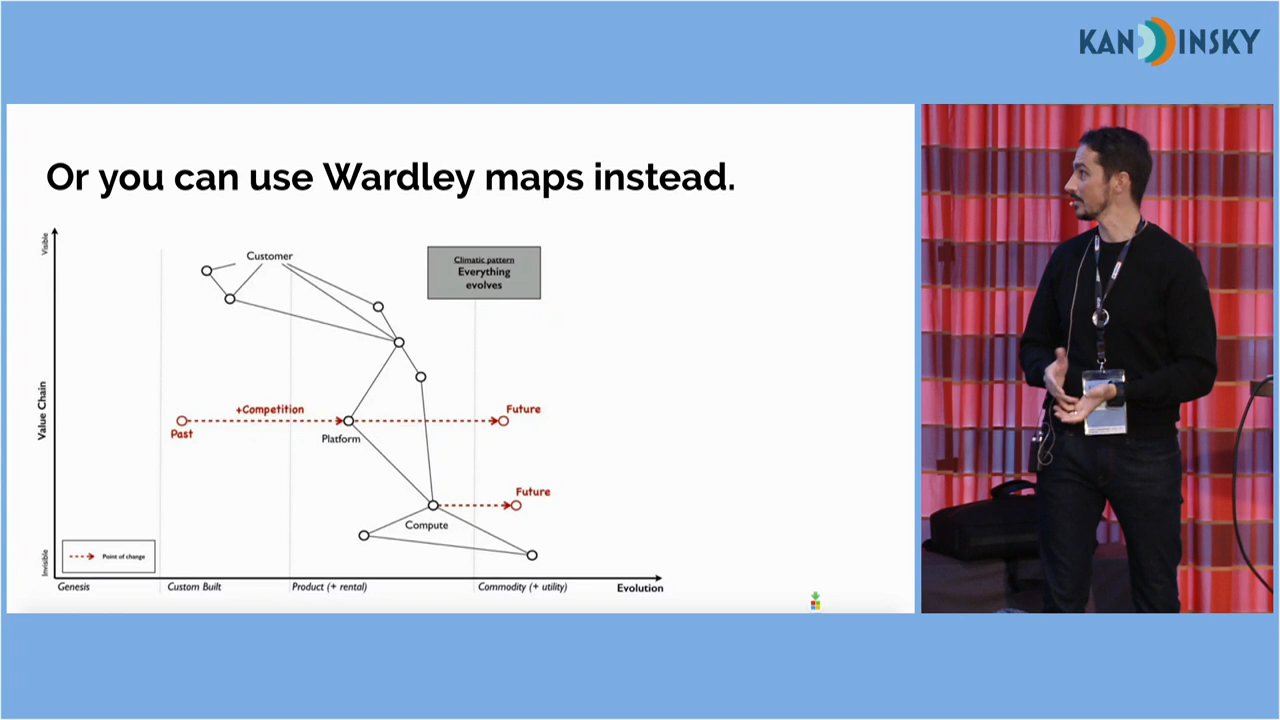 KANDDINSKY
Or you can use Wardley maps instead.
Visible
Customer
Climatic pattern
Everything
evolves
Value Chain
+Competition
Future
Past
Platform
Future
Compute
Invisible
Point of change
Genesis
Custom Built
Product (+ rental)
Commodity (+ utility)
Evolution